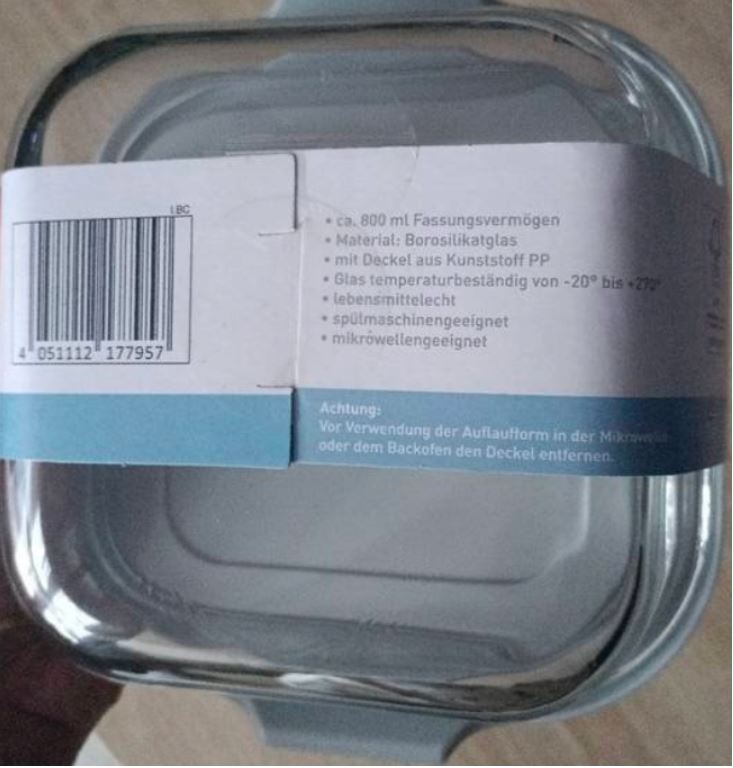 LBC
4 051112 177957
• ca. 800 ml Fassungsvermögen
• Material: Borosilikatglas
• mit Deckel aus Kunststoff PP
• Glas temperaturbeständig von -20° bis +270°
• lebensmittelecht
• spülmaschinengeeignet
• mikrowellengeeignet
Achtung:
Vor Verwendung der Auflaufform in der Mikrowelle
oder dem Backofen den Deckel entfernen.